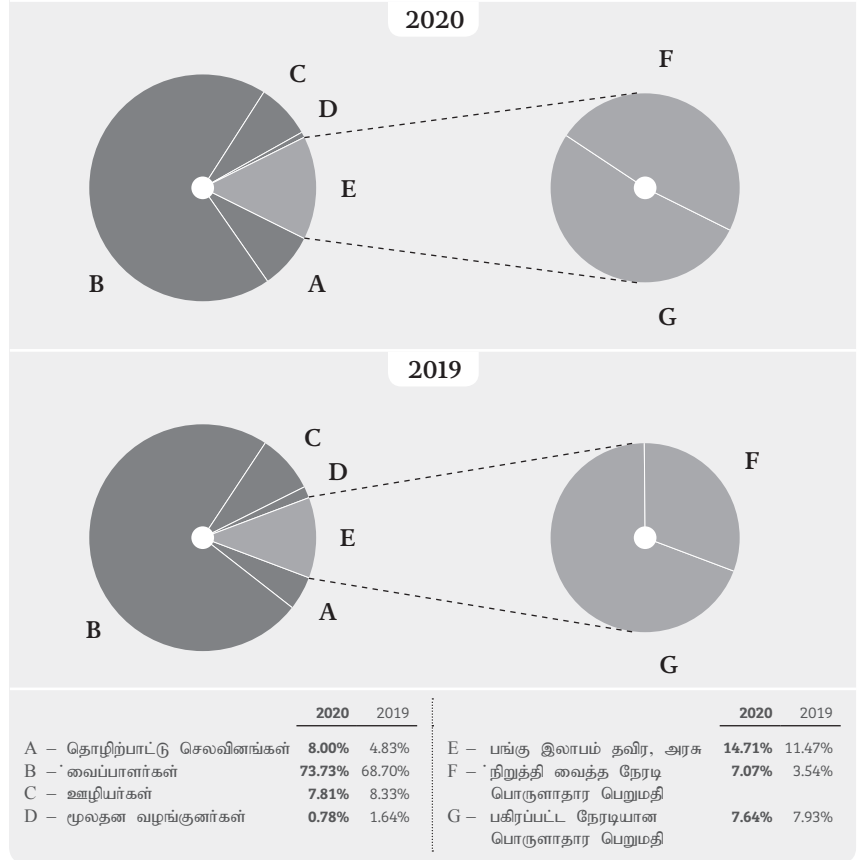 2020
C
D
E
A
B
F
G
2019
C
D
E
A
B
F
G
2020 2019
A – தொழிற்பாட்டு செலவினங்கள் 8.00% 4.83%
B – வைப்பாளர்கள் 73.73% 68.70%
C – ஊழியர்கள் 7.81% 8.33%
D – மூலதன வழங்குனர்கள் 0.78% 1.64%
2020 2019
E – பங்கு இலாபம் தவிர, அரசு 14.71% 11.47%
F – நிறுத்தி வைத்த நேரடி 7.07% 3.54%
பொருளாதார பெறுமதி
G – பகிரப்பட்ட நேரடியான 7.64% 7.93%
பொருளாதார பெறுமதி